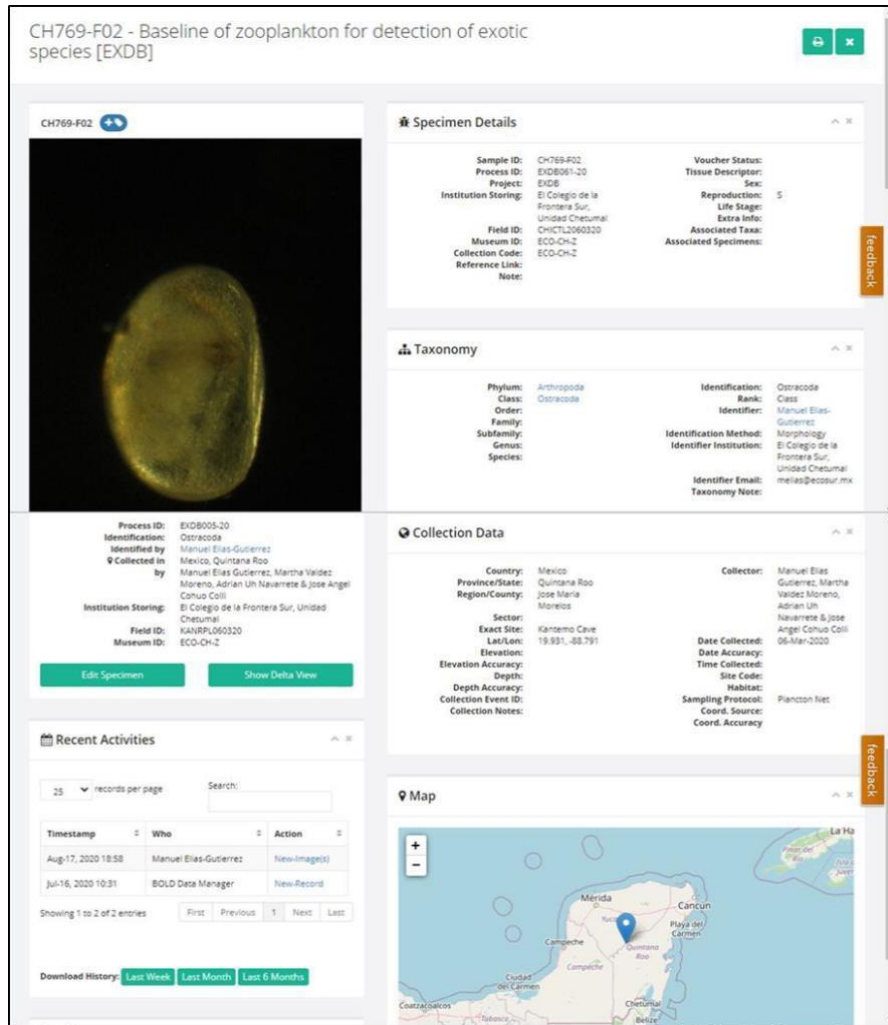 CH769-F02 - Baseline of zooplankton for detection of exotic
species [EXDB]
CH769-F02
Specimen Details
Sample ID: CH769-F02
Process ID: EXDB061-20
Project: EXDB
Institution Storing: El Colegio de la
Frontera Sur,
Unidad Chetumal
Field ID: CHICTL2060320
Museum ID: ECO-CH-Z
Collection Code: ECO-CH-Z
Reference Link:
Note:
Voucher Status:
Tissue Descriptor:
Sex:
Reproduction: S
Life Stage:
Extra Info:
Associated Taxa:
Associated Specimens:
feedback
Taxonomy
Phylum: Arthropoda
Class: Ostracoda
Order:
Family:
Subfamily:
Genus:
Species:
Identification: Ostracoda
Rank: Class
Identifier: Manuel Elias-
Gutierrez
Identification Method: Morphology
Identifier Institution: El Colegio de la
Frontera Sur,
Unidad Chetumal
Identifier Email: melias@ecosur.mx
Taxonomy Note:
Process ID: EXDB005-20
Identification: Ostracoda
Identified by Manuel Elias-Gutierrez
Collected in Mexico, Quintana Roo
by Manuel Elias Gutierrez, Martha Valdez
Moreno, Adrian Uh Navarrete & Jose Angel
Cohuo Colli
Institution Storing: El Colegio de la Frontera Sur, Unidad
Chetumal
Field ID: KANRPL060320
Museum ID: ECO-CH-Z
Edit Specimen
Show Delta View
Collection Data
Country: Mexico
Province/State: Quintana Roo
Region/County: Jose Maria
Morelos
Sector:
Exact Site: Kantemo Cave
Lat/Lon: 19.931, -88.791
Elevation:
Elevation Accuracy:
Depth:
Depth Accuracy:
Collection Event ID:
Collection Notes:
Collector: Manuel Elias
Gutierrez, Martha
Valdez Moreno,
Adrian Uh
Navarrete & Jose
Angel Cohuo Colli
Date Collected: 06-Mar-2020
Date Accuracy:
Time Collected:
Site Code:
Habitat:
Sampling Protocol: Plancton Net
Coord. Source:
Coord. Accuracy
Recent Activities
25 records per page
Search:
Timestamp Who Action
Aug-17, 2020 18:58 Manuel Elias-Gutierrez New-Image(s)
Jul-16, 2020 10:31 BOLD Data Manager New-Record
Showing 1 to 2 of 2 entries
First Previous 1 Next Last
Download History: Last Week Last Month Last 6 Months
feedback
Map
+
−
La Ha
Pinar del
Río
Mérida
Cancún
Playa del
Carmen
Campeche
Quintana
Roo
Campeche
Ciudad
del Carmen
Coatzacoalcos
Tabasco
Chetumal
Belize